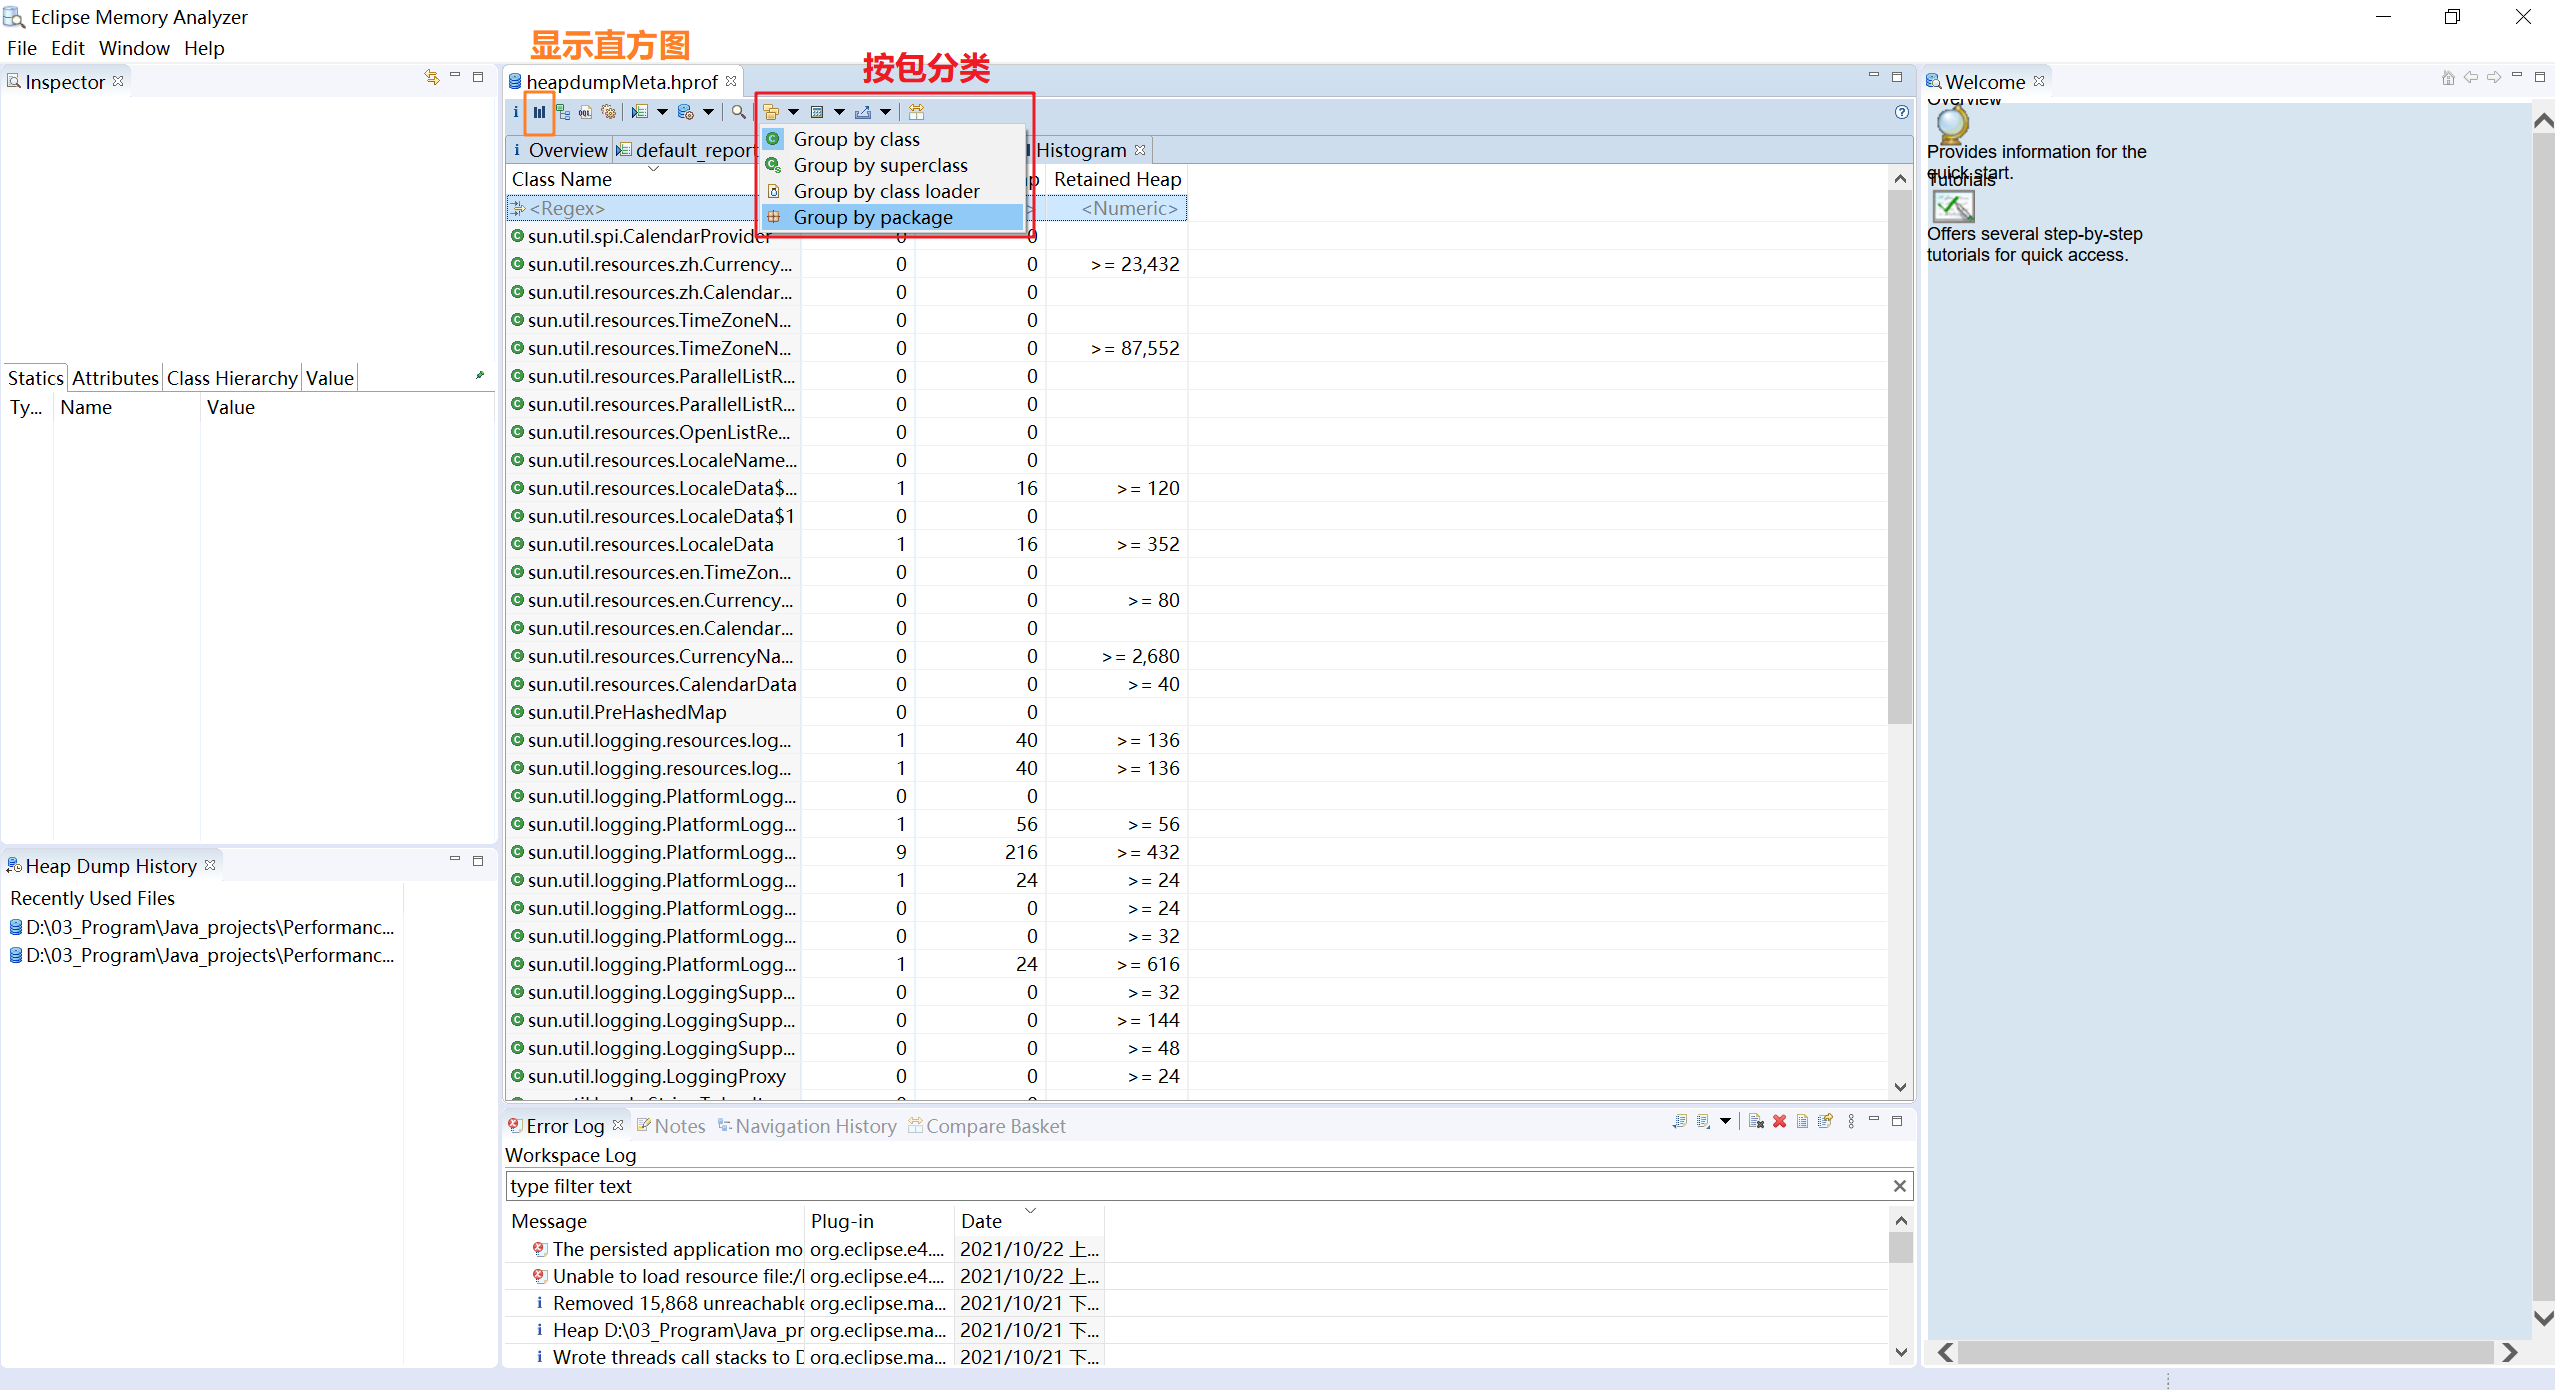 Eclipse Memory Analyzer
File Edit Window Help
显示直方图
按包分类
Inspector
Statics Attributes Class Hierarchy Value
Ty... Name Value
Heap Dump History
Recently Used Files
D:\03_Program\Java_projects\Performanc...
D:\03_Program\Java_projects\Performanc...
heapdumpMeta.hprof
Overview default_report Histogram
Group by class
Group by superclass
Group by class loader
Group by package
Class Name Retained Heap
<Regex> <Numeric>
sun.util.spi.CalendarProvider 0 0
sun.util.resources.zh.Currency... 0 0 >= 23,432
sun.util.resources.zh.Calendar... 0 0
sun.util.resources.TimeZoneN... 0 0
sun.util.resources.TimeZoneN... 0 0 >= 87,552
sun.util.resources.ParallelListR... 0 0
sun.util.resources.ParallelListR... 0 0
sun.util.resources.OpenListRe... 0 0
sun.util.resources.LocaleName... 0 0
sun.util.resources.LocaleData$... 1 16 >= 120
sun.util.resources.LocaleData$1 0 0
sun.util.resources.LocaleData 1 16 >= 352
sun.util.resources.en.TimeZon... 0 0
sun.util.resources.en.Currency... 0 0 >= 80
sun.util.resources.en.Calendar... 0 0
sun.util.resources.CurrencyNa... 0 0 >= 2,680
sun.util.resources.CalendarData 0 0 >= 40
sun.util.PreHashedMap 0 0
sun.util.logging.resources.log... 1 40 >= 136
sun.util.logging.resources.log... 1 40 >= 136
sun.util.logging.PlatformLogg... 0 0
sun.util.logging.PlatformLogg... 1 56 >= 56
sun.util.logging.PlatformLogg... 9 216 >= 432
sun.util.logging.PlatformLogg... 1 24 >= 24
sun.util.logging.PlatformLogg... 0 0 >= 24
sun.util.logging.PlatformLogg... 0 0 >= 32
sun.util.logging.PlatformLogg... 1 24 >= 616
sun.util.logging.LoggingSupp... 0 0 >= 32
sun.util.logging.LoggingSupp... 0 0 >= 144
sun.util.logging.LoggingSupp... 0 0 >= 48
sun.util.logging.LoggingProxy 0 0 >= 24
Error Log Notes Navigation History Compare Basket
Workspace Log
type filter text
Message Plug-in Date
The persisted application mo org.eclipse.e4.... 2021/10/22 上...
Unable to load resource file:/ org.eclipse.e4.... 2021/10/22 上...
Removed 15,868 unreachable org.eclipse.ma... 2021/10/21 下...
Heap D:\03_Program\Java_pr org.eclipse.ma... 2021/10/21 下...
Wrote threads call stacks to D org.eclipse.ma... 2021/10/21 下...
Welcome
Overview
Provides information for the
quick start.
Tutorials
Offers several step-by-step
tutorials for quick access.